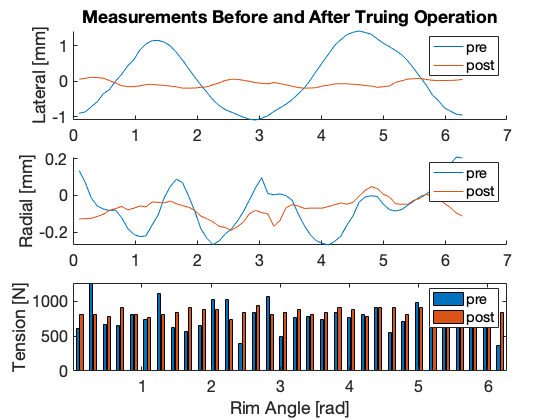 Measurements Before and After Truing Operation
Lateral [mm]
1
0
-1
pre
post
0 1 2 3 4 5 6 7
Radial [mm]
0.2
0
-0.2
pre
post
0 1 2 3 4 5 6 7
Tension [N]
1000
500
0
pre
post
1 2 3 4 5 6
Rim Angle [rad]